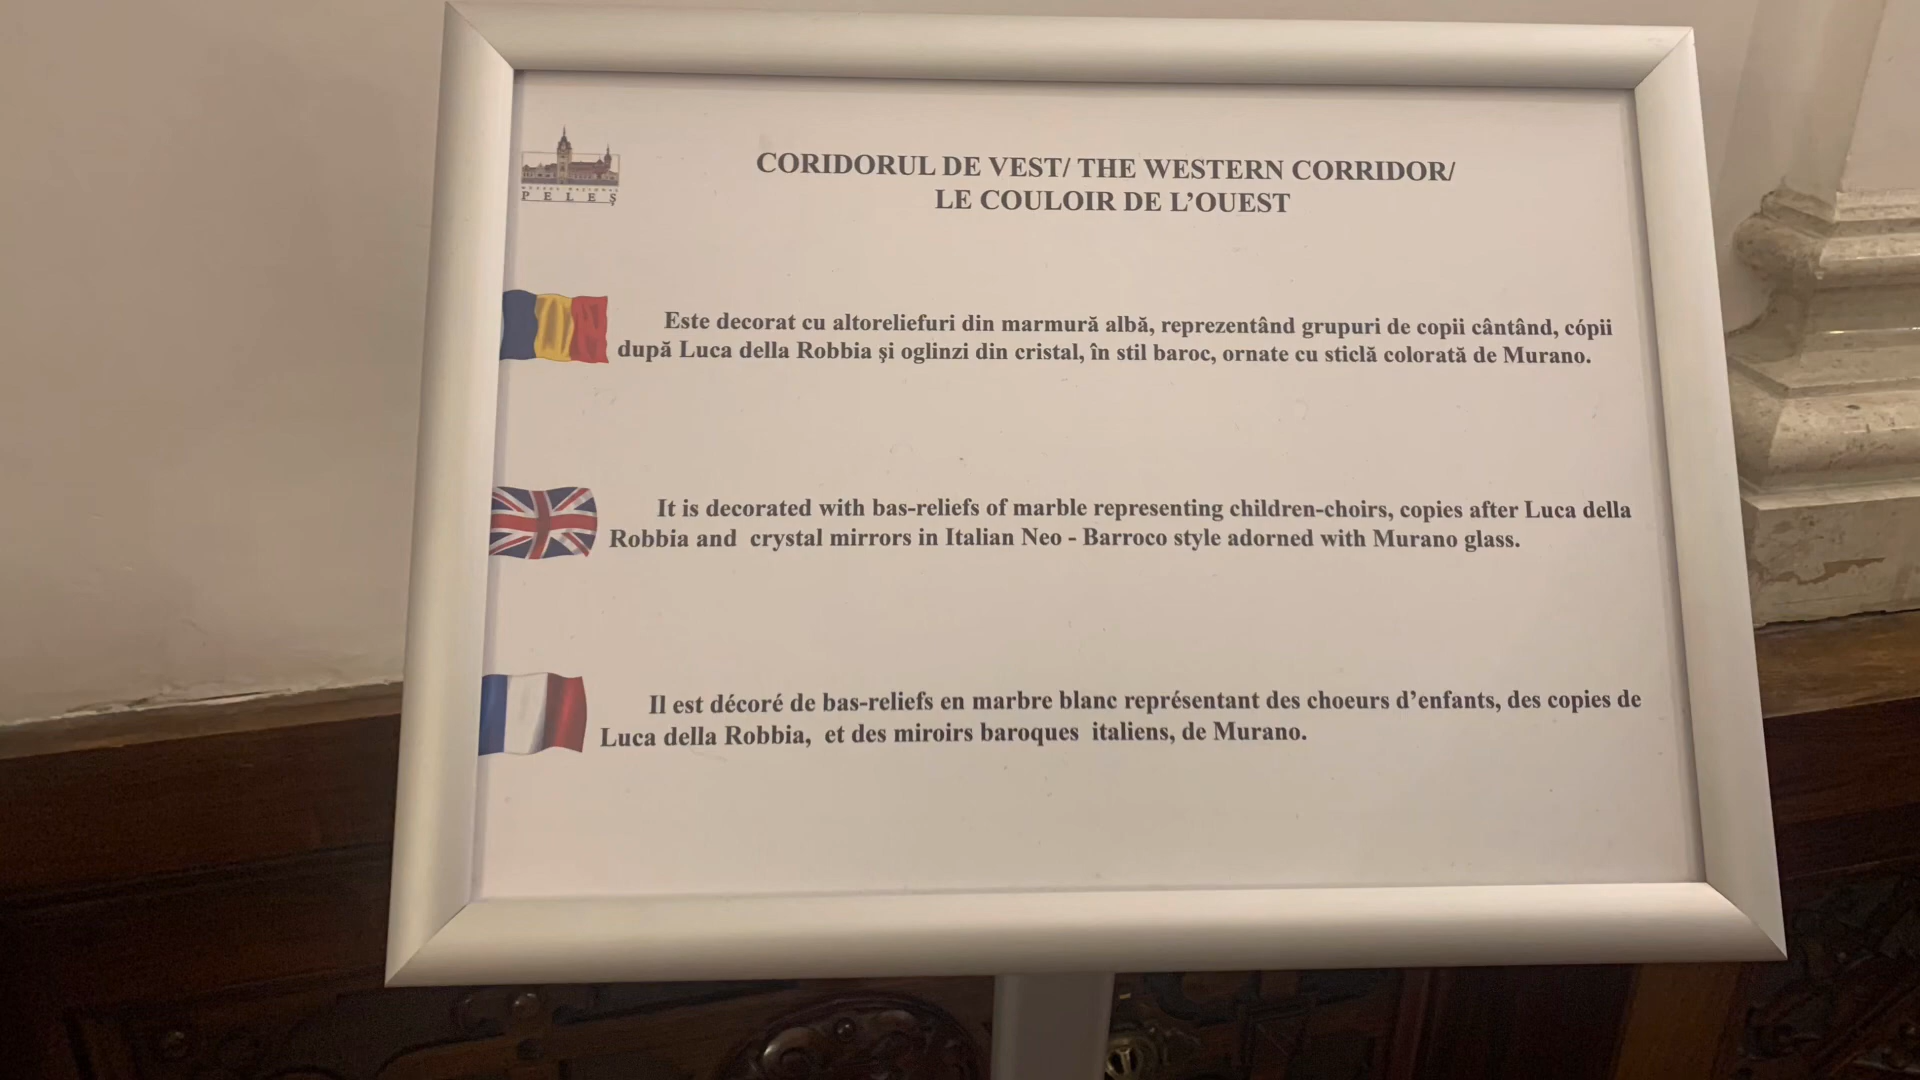 CORIDORUL DE VEST/ THE WESTERN CORRIDOR/
LE COULOIR DE L'OUEST
MUZEUL NAȚIONAL
PELEŞ
Este decorat cu altoreliefuri din marmură albă, reprezentând grupuri de copii cântând, cópii
după Luca della Robbia şi oglinzi din cristal, în stil baroc, ornate cu sticlă colorată de Murano.
It is decorated with bas-reliefs of marble representing children-choirs, copies after Luca della
Robbia and crystal mirrors in Italian Neo - Barroco style adorned with Murano glass.
Il est décoré de bas-reliefs en marbre blanc représentant des choeurs d'enfants, des copies de
Luca della Robbia, et des miroirs baroques italiens, de Murano.